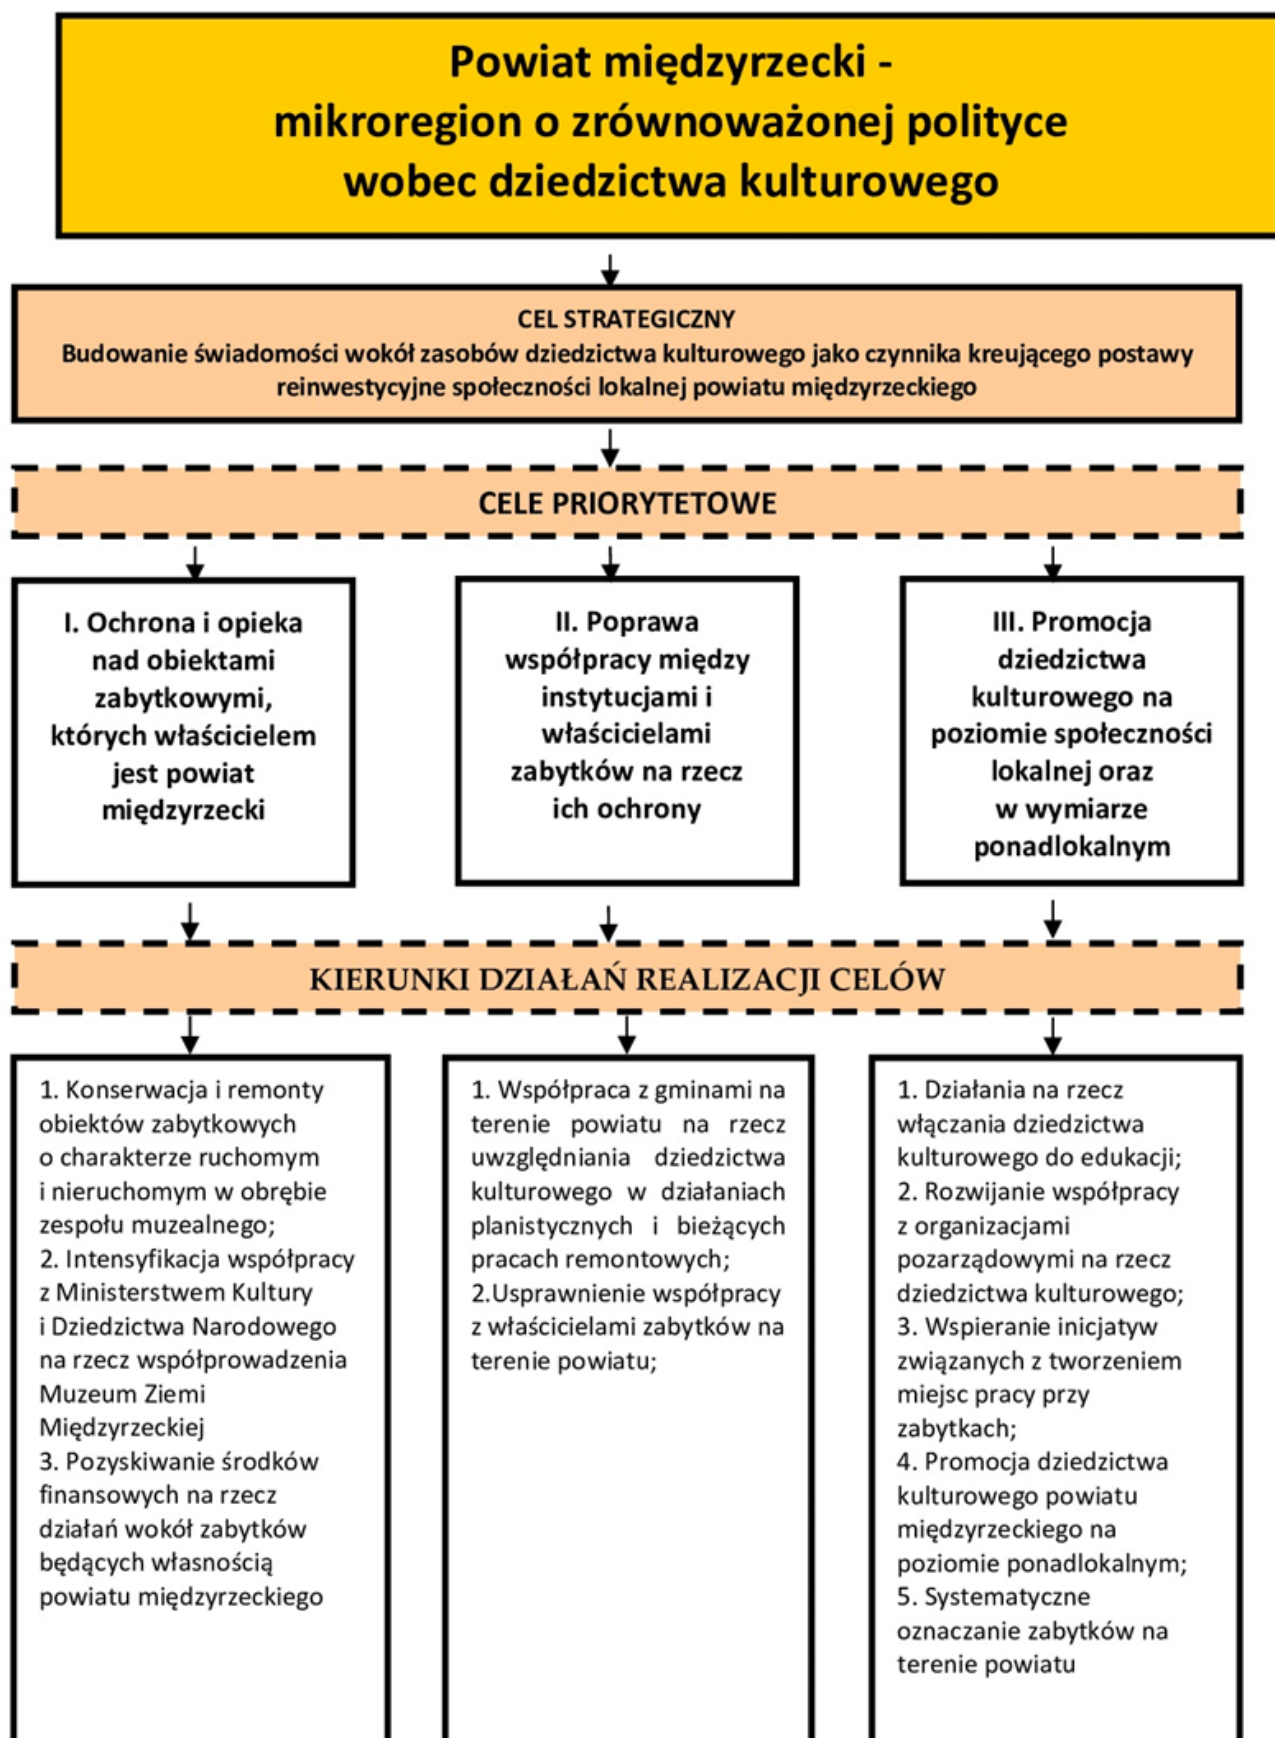 Powiat międzyrzecki -
mikroregion o zrównoważonej polityce
wobec dziedzictwa kulturowego
CEL STRATEGICZNY
Budowanie świadomości wokół zasobów dziedzictwa kulturowego jako czynnika kreującego postawy
reinwestycyjne społeczności lokalnej powiatu międzyrzeckiego
CELE PRIORYTETOWE
I. Ochrona i opieka
nad obiektami
zabytkowymi,
których właścicielem
jest powiat
międzyrzecki
II. Poprawa
współpracy między
instytucjami i
właścicielami
zabytków na rzecz
ich ochrony
III. Promocja
dziedzictwa
kulturowego na
poziomie społeczności
lokalnej oraz
w wymiarze
ponadlokalnym
KIERUNKI DZIAŁAŃ REALIZACJI CELÓW
1. Konserwacja i remonty
obiektów zabytkowych
o charakterze ruchomym
i nieruchomym w obrębie
zespołu muzealnego;
2. Intensyfikacja współpracy
z Ministerstwem Kultury
i Dziedzictwa Narodowego
na rzecz współprowadzenia
Muzeum Ziemi
Międzyrzeckiej
3. Pozyskiwanie środków
finansowych na rzecz
działań wokół zabytków
będących własnością
powiatu międzyrzeckiego
1. Współpraca z gminami na
terenie powiatu na rzecz
uwzględniania dziedzictwa
kulturowego w działaniach
planistycznych i bieżących
pracach remontowych;
2.Usprawnienie współpracy
z właścicielami zabytków na
terenie powiatu;
1. Działania na rzecz
włączania dziedzictwa
kulturowego do edukacji;
2. Rozwijanie współpracy
z organizacjami
pozarządowymi na rzecz
dziedzictwa kulturowego;
3. Wspieranie inicjatyw
związanych z tworzeniem
miejsc pracy przy
zabytkach;
4. Promocja dziedzictwa
kulturowego powiatu
międzyrzeckiego na
poziomie ponadlokalnym;
5. Systematyczne
oznaczanie zabytków na
terenie powiatu